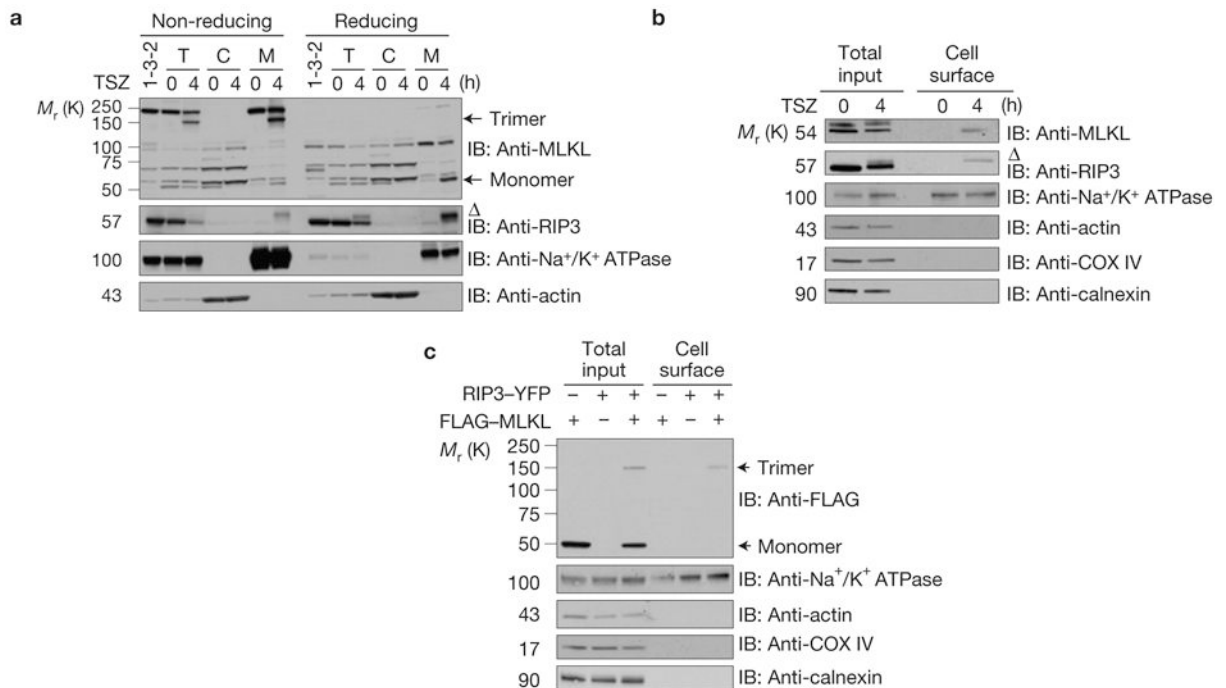 a
Non-reducing Reducing
1-3-2 T C M 1-3-2 T C M
TSZ 0 4 0 4 0 4 0 4 0 4 0 4 (h)
Mr (K) 250
150
100
75
50
Trimer
IB: Anti-MLKL
Monomer
57 Δ
IB: Anti-RIP3
100 IB: Anti-Na+/K+ ATPase
43 IB: Anti-actin
b
Total input Cell surface
TSZ 0 4 0 4 (h)
Mr (K) 54 IB: Anti-MLKL
57 Δ
IB: Anti-RIP3
100 IB: Anti-Na+/K+ ATPase
43 IB: Anti-actin
17 IB: Anti-COX IV
90 IB: Anti-calnexin
c
Total input Cell surface
RIP3–YFP – + + – + +
FLAG–MLKL + – + + – +
Mr (K) 250
150 Trimer
100
IB: Anti-FLAG
75
50 Monomer
100 IB: Anti-Na+/K+ ATPase
43 IB: Anti-actin
17 IB: Anti-COX IV
90 IB: Anti-calnexin